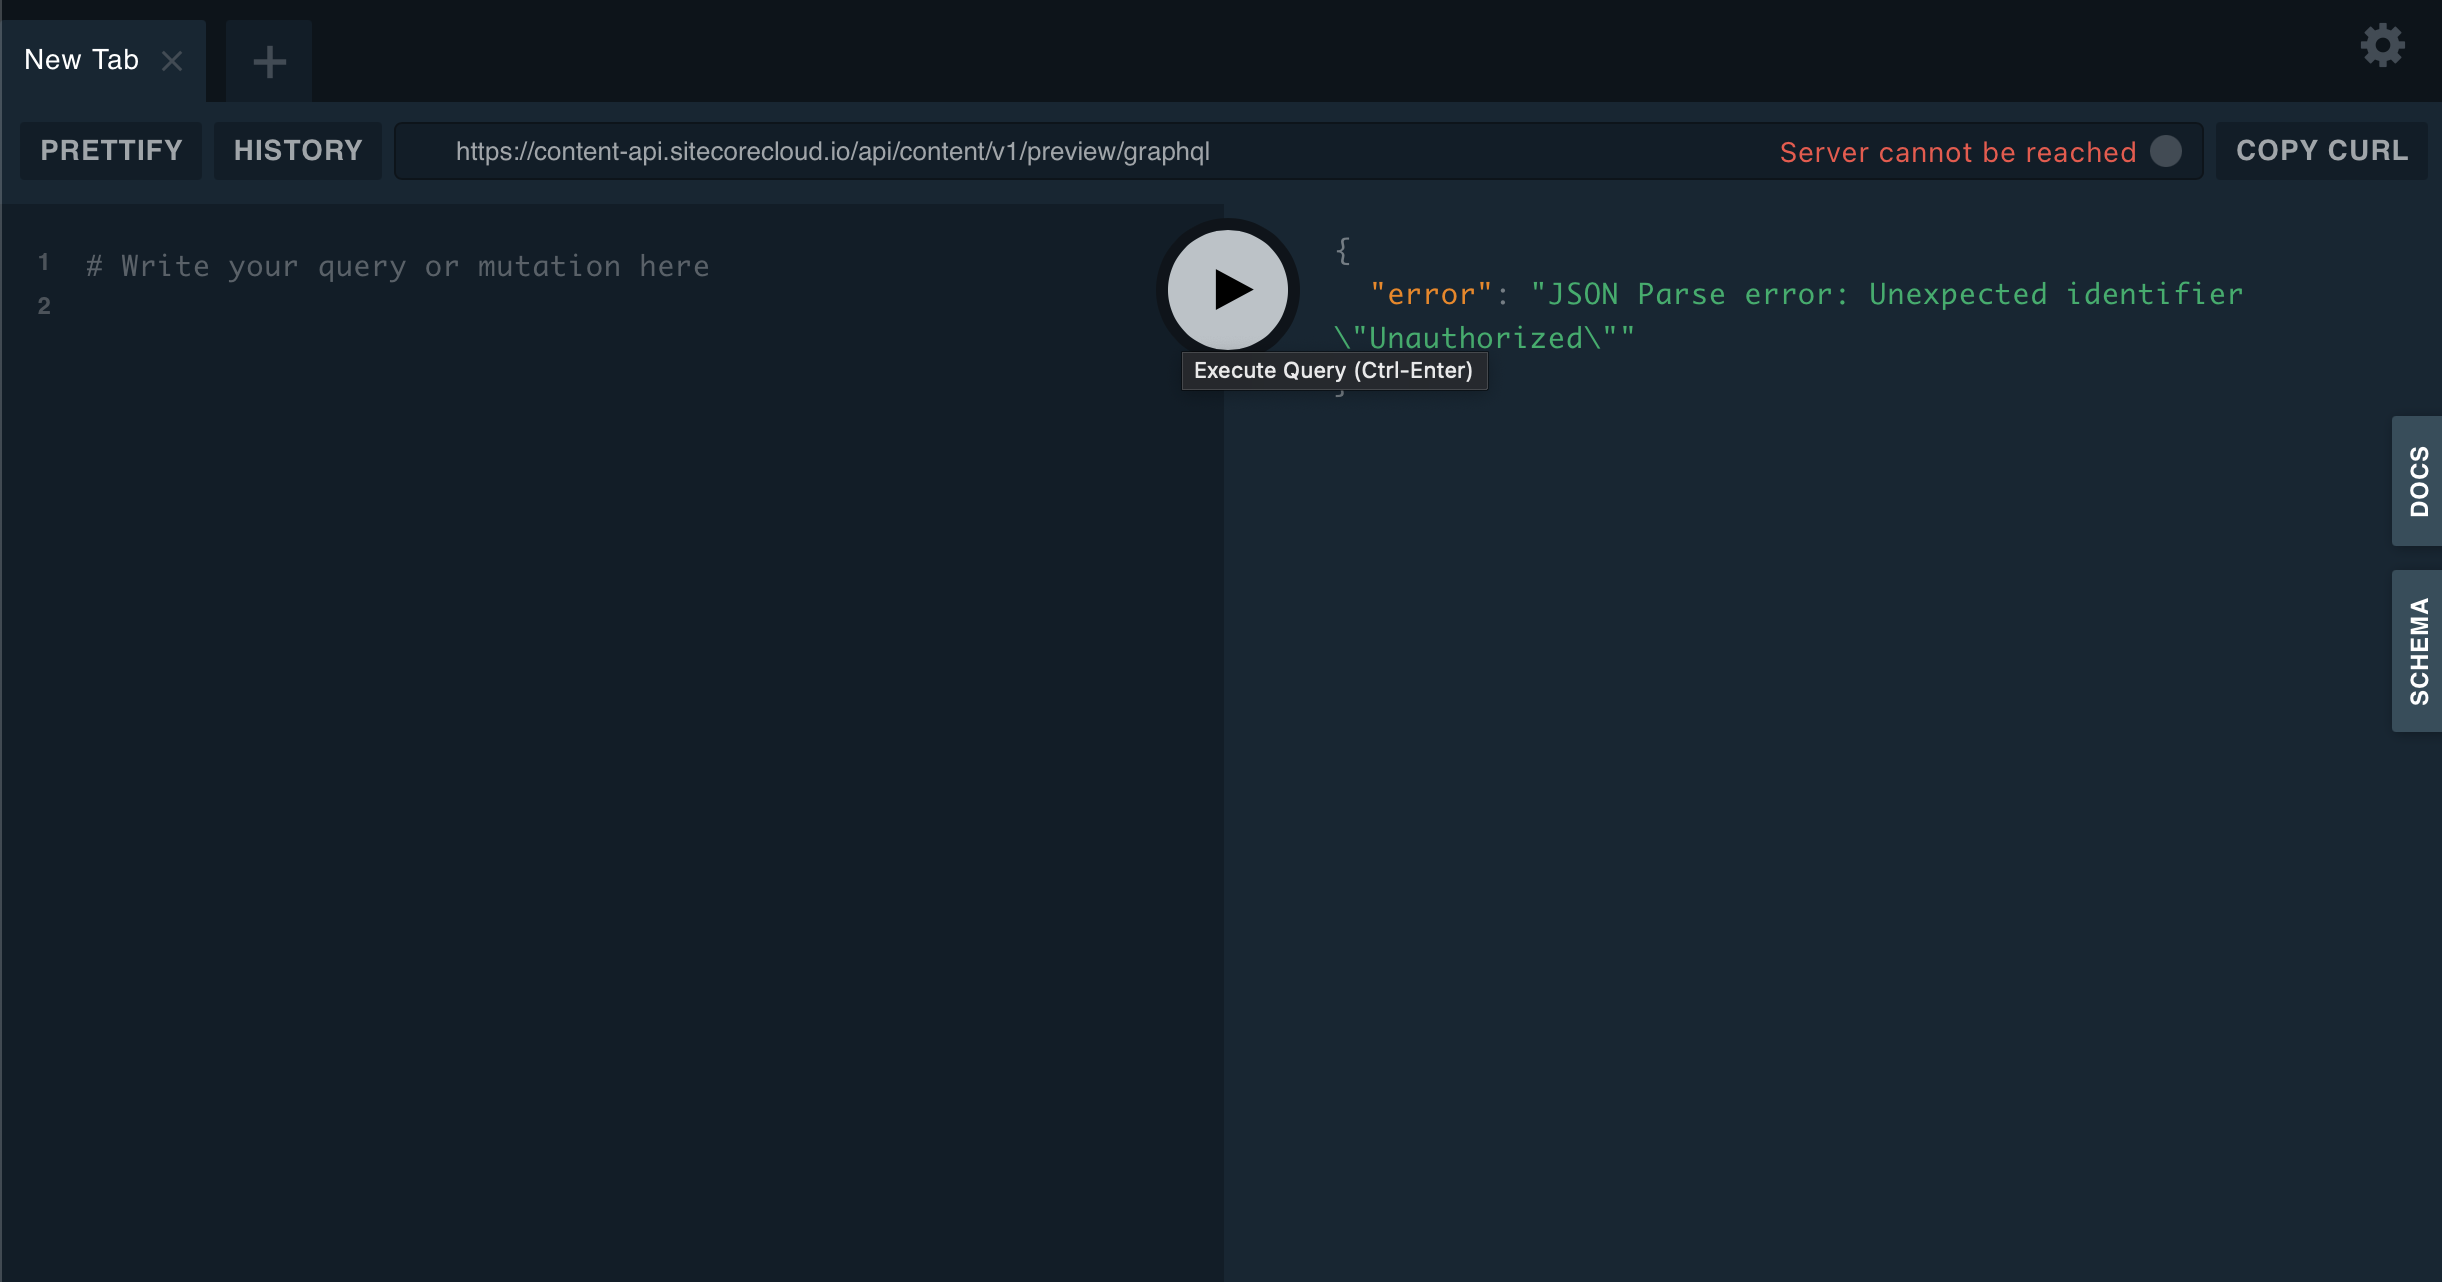 New Tab
PRETTIFY
HISTORY
https://content-api.sitecorecloud.io/api/content/v1/preview/graphql
Server cannot be reached
COPY CURL
1 # Write your query or mutation here
2
{
"error": "JSON Parse error: Unexpected identifier
\"Unauthorized\""
Execute Query (Ctrl-Enter)
DOCS
SCHEMA